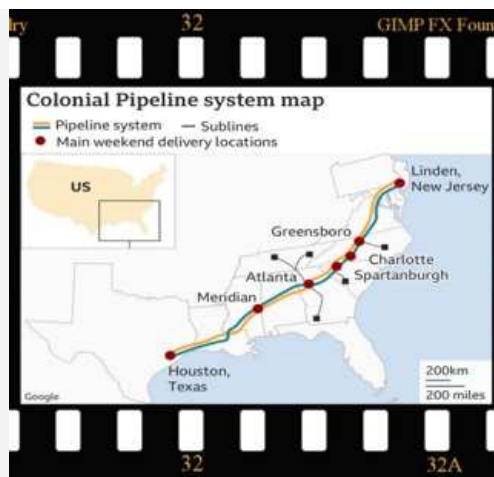 ry
32
GIMP FX Foun
Colonial Pipeline system map
Pipeline system
Sublines
Main weekend delivery locations
US
Linden,
New Jersey
Greensboro
Charlotte
Atlanta
Spartanburgh
Meridian
Houston,
Texas
200km
200 miles
Google
32
32A